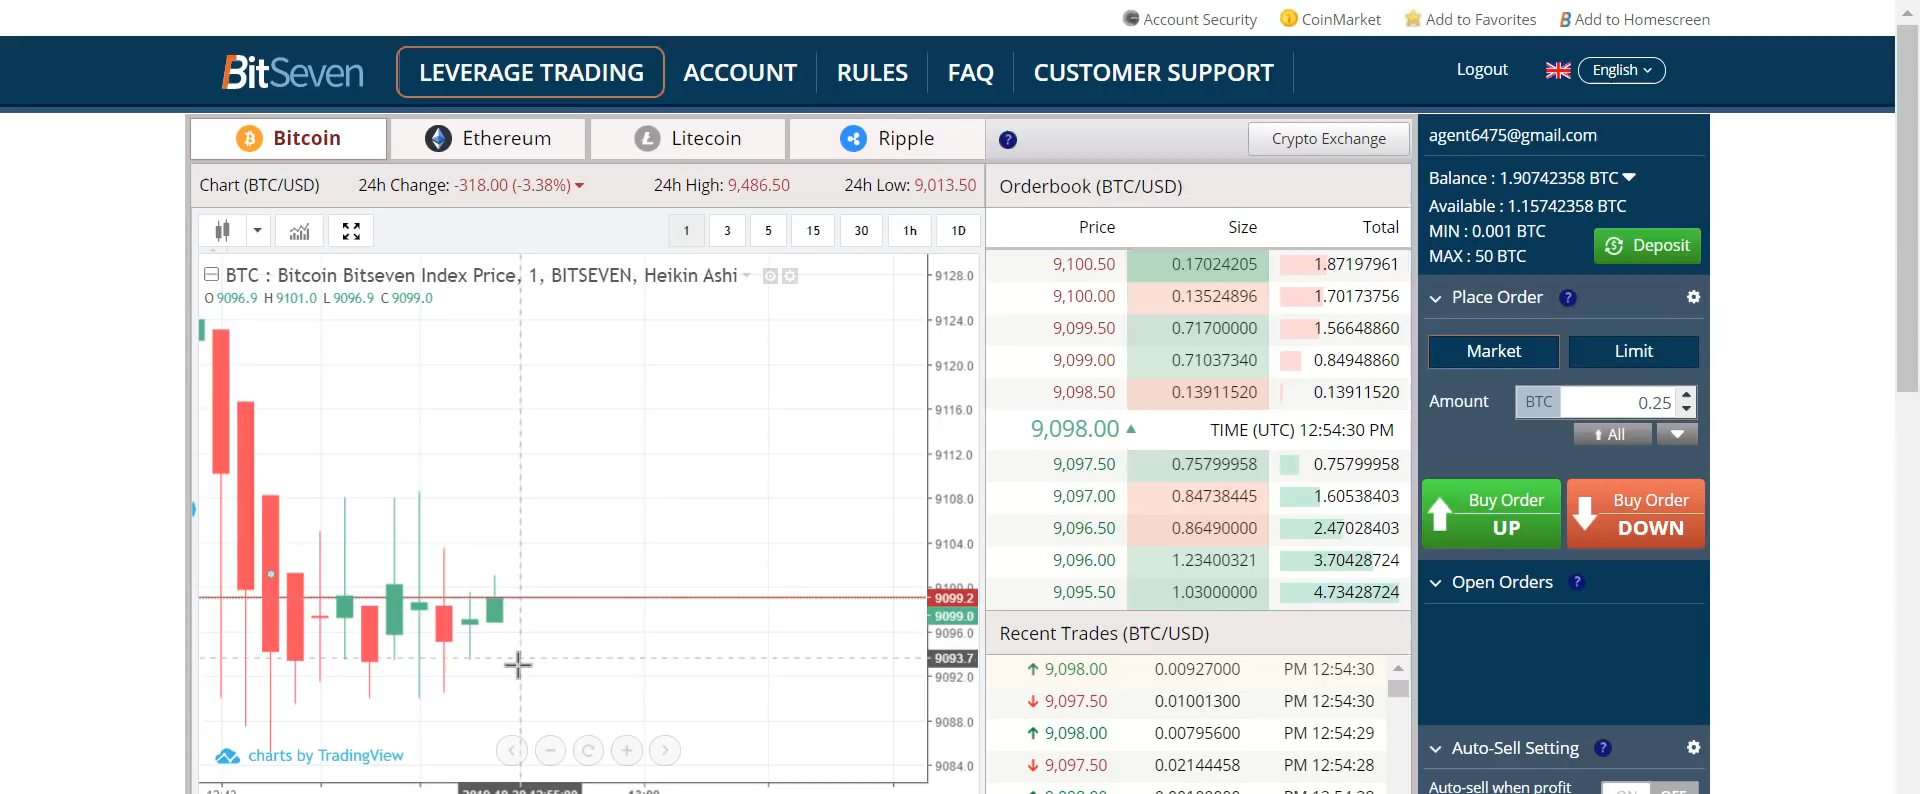 Account Security CoinMarket Add to Favorites Add to Homescreen
BitSeven LEVERAGE TRADING ACCOUNT RULES FAQ CUSTOMER SUPPORT Logout English
Bitcoin Ethereum Litecoin Ripple ? Crypto Exchange
Chart (BTC/USD) 24h Change: -318.00 (-3.38%) 24h High: 9,486.50 24h Low: 9,013.50
1 3 5 15 30 1h 1D
BTC : Bitcoin Bitseven Index Price, 1, BITSEVEN, Heikin Ashi
O 9096.9 H 9101.0 L 9096.9 C 9099.0
9128.0
9124.0
9120.0
9116.0
9112.0
9108.0
9104.0
9100.0
9099.2
9099.0
9096.0
9093.7
9092.0
9088.0
9084.0
charts by TradingView
12:42 2019-10-20 12:55:00 13:00
Orderbook (BTC/USD)
Price Size Total
9,100.50 0.17024205 1.87197961
9,100.00 0.13524896 1.70173756
9,099.50 0.71700000 1.56648860
9,099.00 0.71037340 0.84948860
9,098.50 0.13911520 0.13911520
9,098.00 TIME (UTC) 12:54:30 PM
9,097.50 0.75799958 0.75799958
9,097.00 0.84738445 1.60538403
9,096.50 0.86490000 2.47028403
9,096.00 1.23400321 3.70428724
9,095.50 1.03000000 4.73428724
Recent Trades (BTC/USD)
9,098.00 0.00927000 PM 12:54:30
9,097.50 0.01001300 PM 12:54:30
9,098.00 0.00795600 PM 12:54:29
9,097.50 0.02144458 PM 12:54:28
agent6475@gmail.com
Balance : 1.90742358 BTC
Available : 1.15742358 BTC
MIN : 0.001 BTC
MAX : 50 BTC
Deposit
Place Order ?
Market Limit
Amount BTC 0.25
All
Buy Order UP
Buy Order DOWN
Open Orders ?
Auto-Sell Setting ?
Auto-sell when profit ON OFF